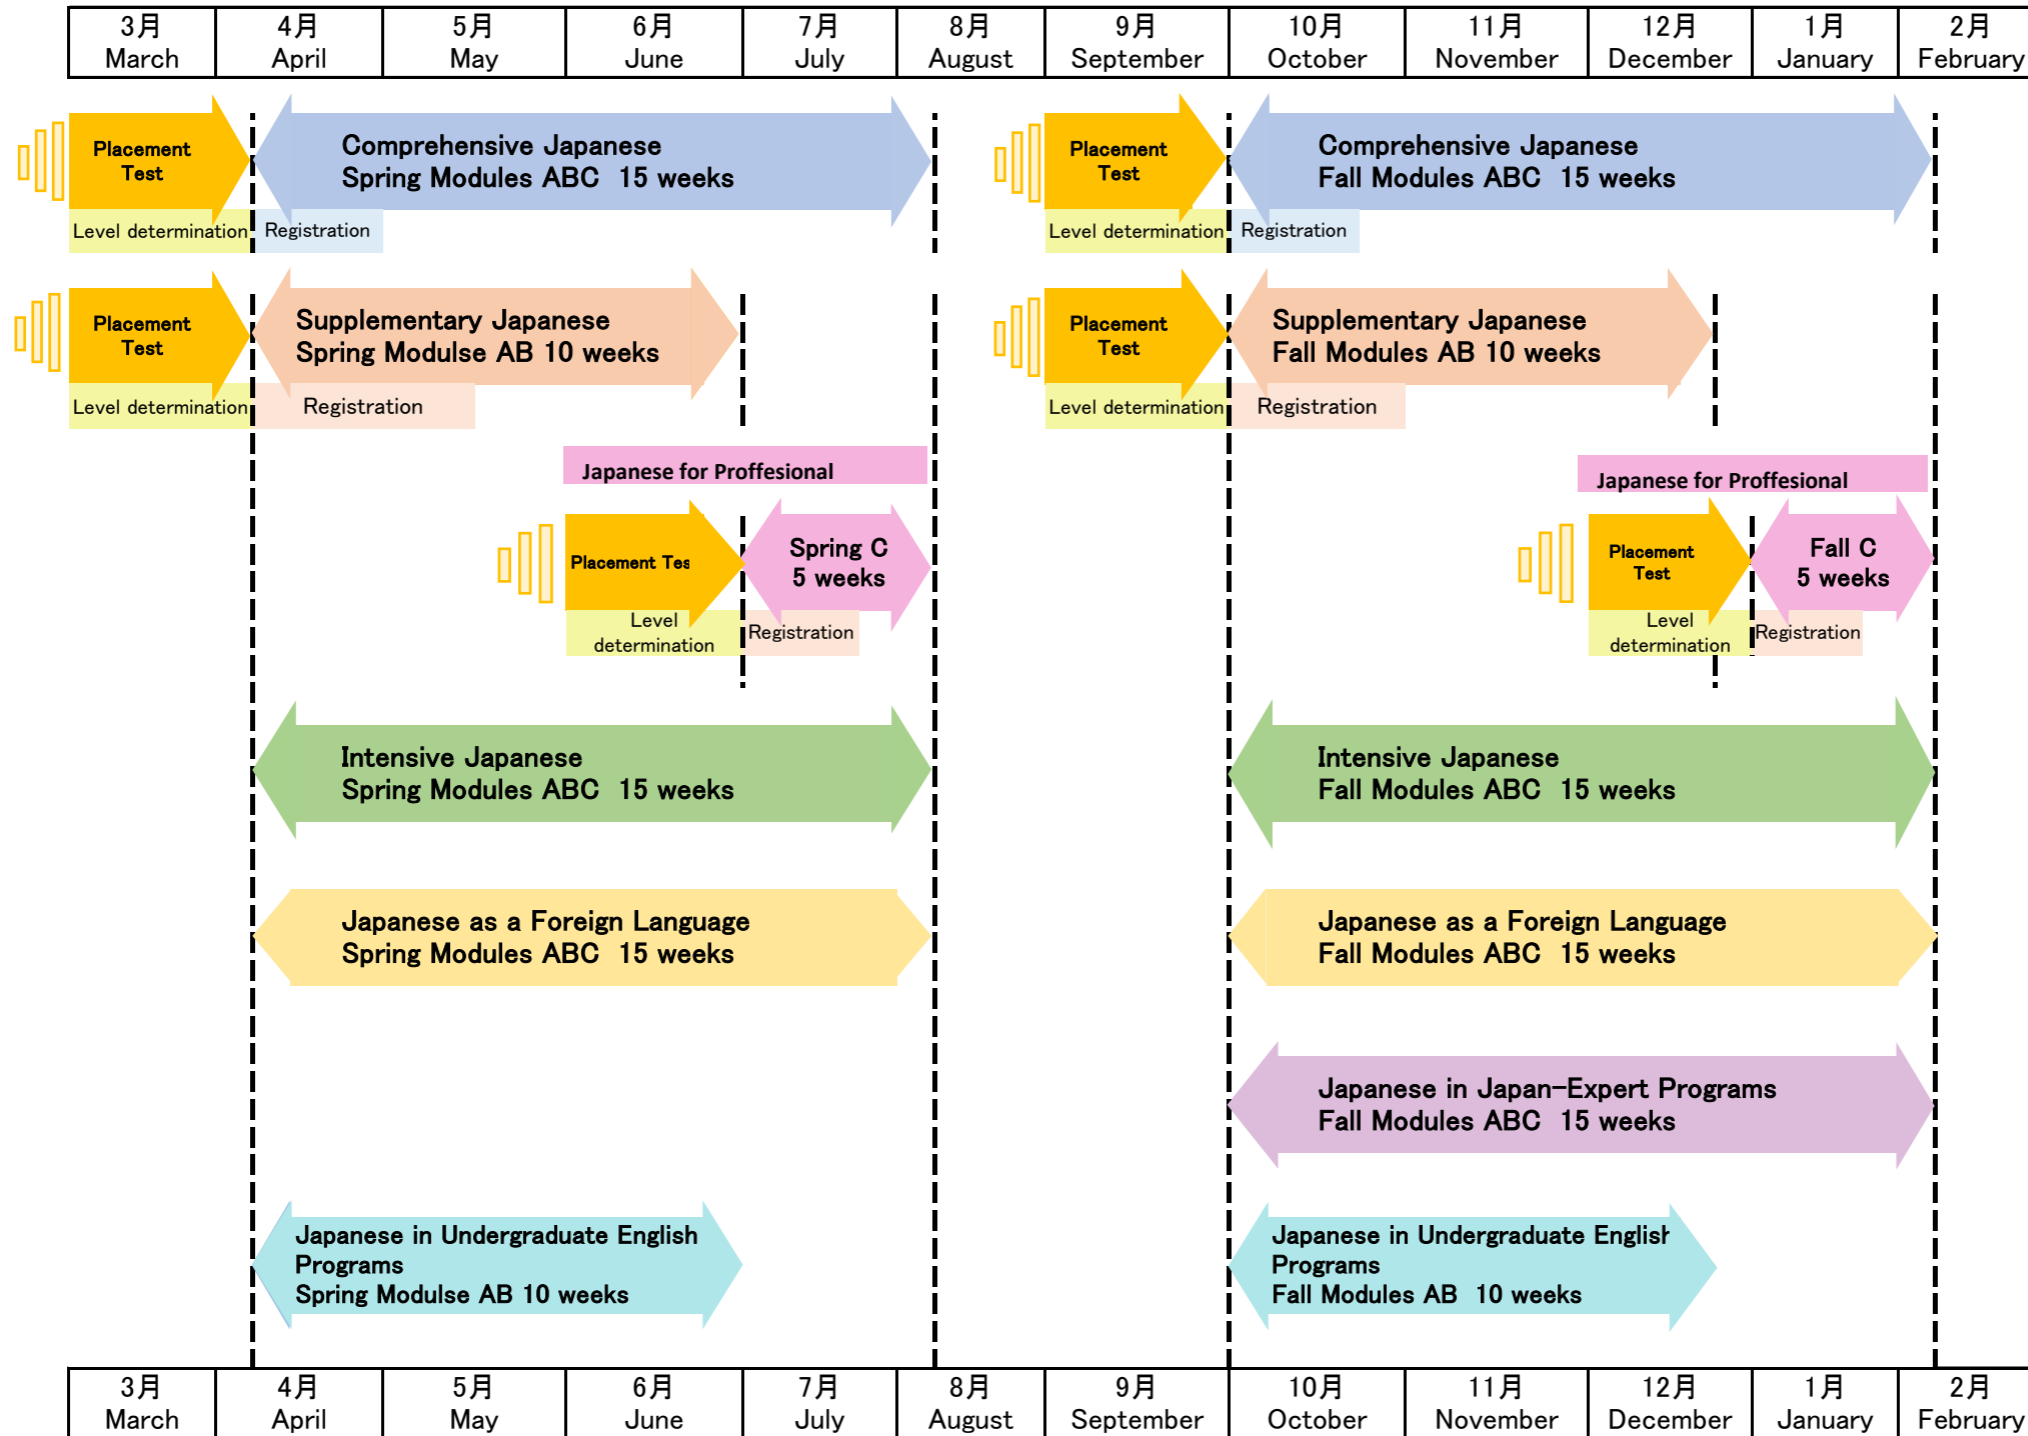 3月 4月 5月 6月 7月 8月 9月 10月 11月 12月 1月 2月
March April May June July August September October November December January February
Placement
Test
Comprehensive Japanese
Spring Modules ABC 15 weeks
Level determination Registration
Placement
Test
Comprehensive Japanese
Fall Modules ABC 15 weeks
Level determination Registration
Placement
Test
Supplementary Japanese
Spring Modulse AB 10 weeks
Level determination Registration
Placement
Test
Supplementary Japanese
Fall Modules AB 10 weeks
Level determination Registration
Japanese for Proffesional
Placement Tes
Spring C
5 weeks
Level
determination
Registration
Japanese for Proffesional
Placement
Test
Fall C
5 weeks
Level
determination
Registration
Intensive Japanese
Spring Modules ABC 15 weeks
Intensive Japanese
Fall Modules ABC 15 weeks
Japanese as a Foreign Language
Spring Modules ABC 15 weeks
Japanese as a Foreign Language
Fall Modules ABC 15 weeks
Japanese in Japan-Expert Programs
Fall Modules ABC 15 weeks
Japanese in Undergraduate English
Programs
Spring Modulse AB 10 weeks
Japanese in Undergraduate English
Programs
Fall Modules AB 10 weeks
3月 4月 5月 6月 7月 8月 9月 10月 11月 12月 1月 2月
March April May June July August September October November December January February